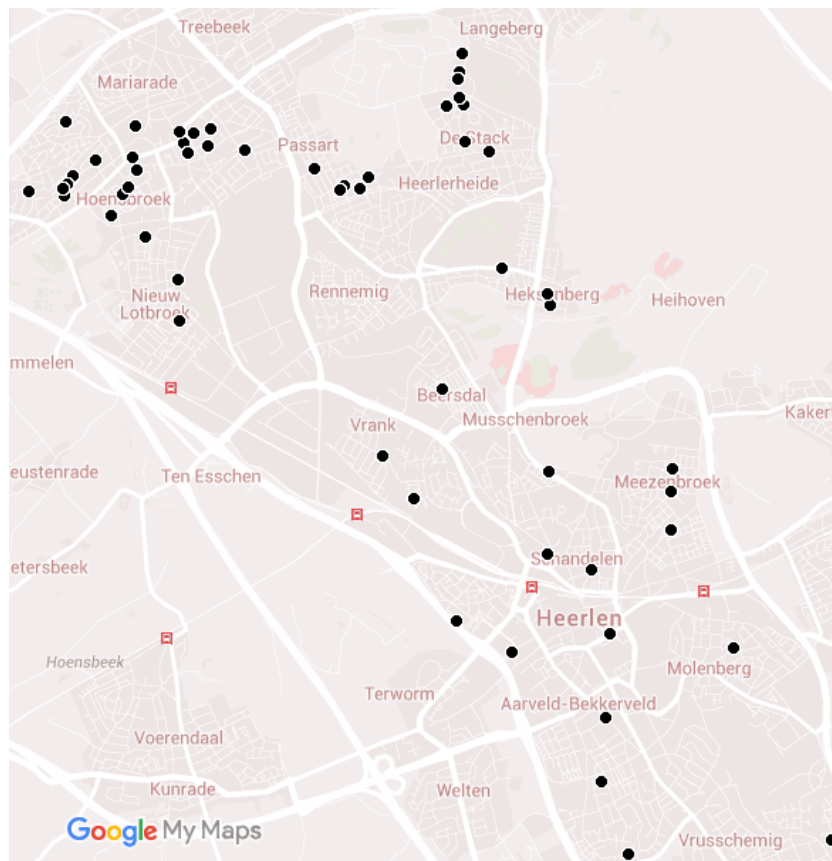 Treebeek
Langeberg
Mariarade
Passart
De Stack
Heerlerheide
Hoensbroek
Nieuw
Lotbroek
Rennemig
Heksenberg
Heihoven
mmelen
Beersdal
Musschenbroek
Kakert
Vrank
eustenrade
Ten Esschen
Meezenbroek
Schandelen
etersbeek
Heerlen
Hoensbeek
Molenberg
Terworm
Aarveld-Bekkerveld
Voerendaal
Kunrade
Welten
Google My Maps
Vrusschemig